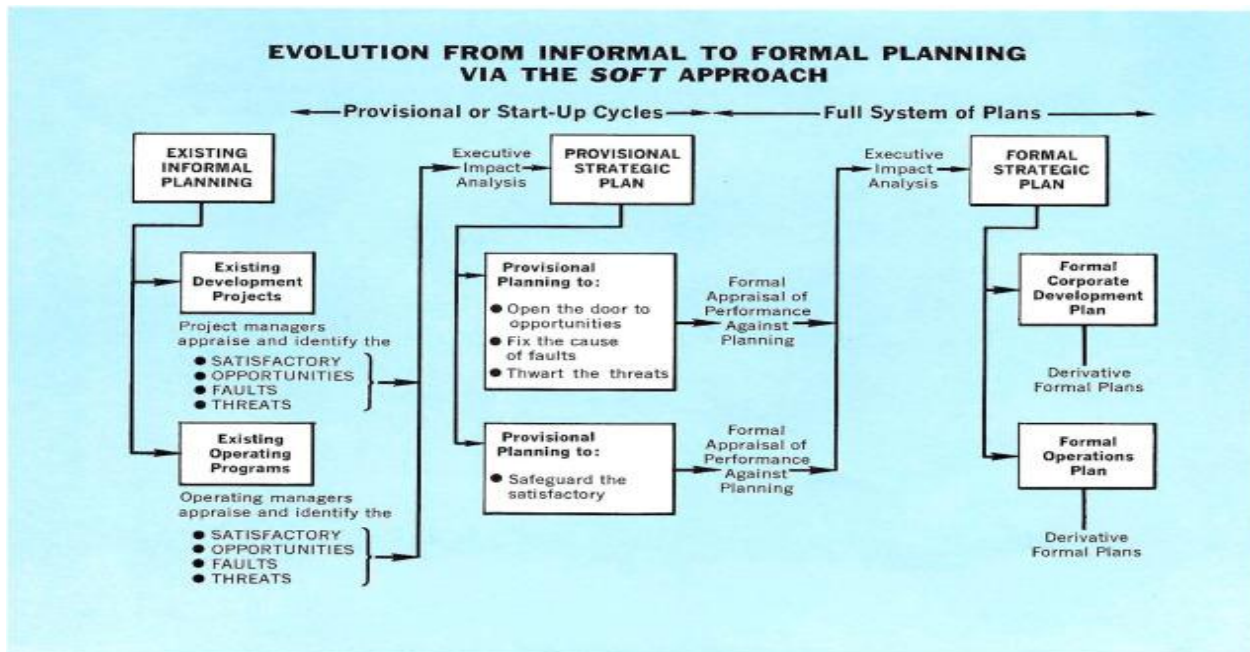 EVOLUTION FROM INFORMAL TO FORMAL PLANNING
VIA THE SOFT APPROACH
Provisional or Start-Up Cycles
Full System of Plans
EXISTING
INFORMAL
PLANNING
Existing
Development
Projects
Project managers
appraise and identify the
● SATISFACTORY
● OPPORTUNITIES
● FAULTS
● THREATS
Existing
Operating
Programs
Operating managers
appraise and identify the
● SATISFACTORY
● OPPORTUNITIES
● FAULTS
● THREATS
Executive
Impact
Analysis
PROVISIONAL
STRATEGIC
PLAN
Provisional
Planning to:
● Open the door to
opportunities
● Fix the cause
of faults
● Thwart the threats
Formal
Appraisal of
Performance
Against
Planning
Provisional
Planning to:
● Safeguard the
satisfactory
Formal
Appraisal of
Performance
Against
Planning
Executive
Impact
Analysis
FORMAL
STRATEGIC
PLAN
Formal
Corporate
Development
Plan
Derivative
Formal Plans
Formal
Operations
Plan
Derivative
Formal Plans